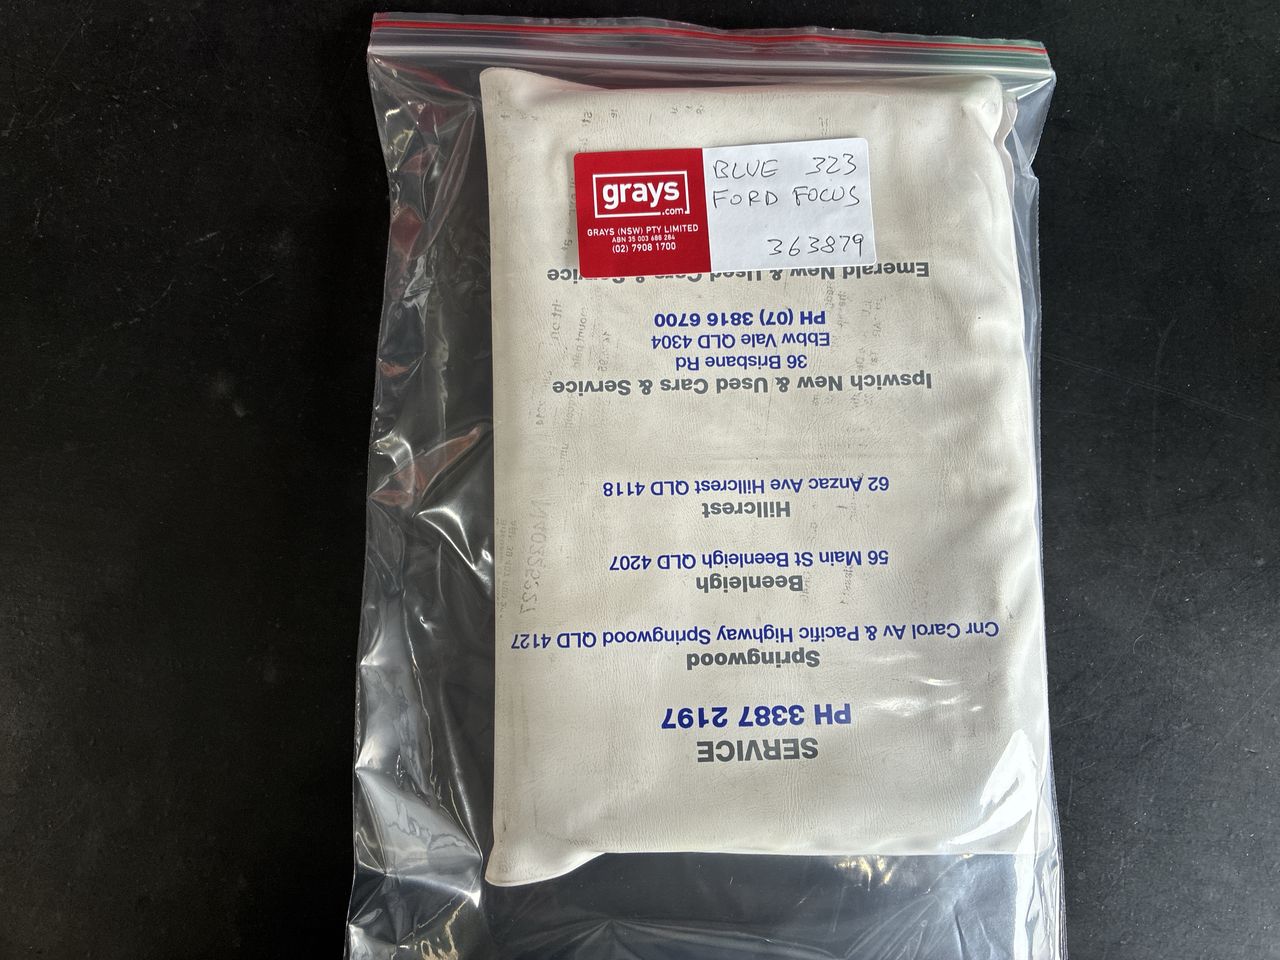 grays
.com
GRAYS (NSW) PTY LIMITED
ABN 35 003 688 284
(02) 7908 1700
BLUE 323
FORD FOCUS
363879
SERVICE
PH 3387 2197
Springwood
Cnr Carol Av & Pacific Highway Springwood QLD 4127
Beenleigh
56 Main St Beenleigh QLD 4207
Hillcrest
62 Anzac Ave Hillcrest QLD 4118
Ipswich New & Used Cars & Service
36 Brisbane Rd
Ebbw Vale QLD 4304
PH (07) 3816 6700
Emerald New & Used Cars & Service